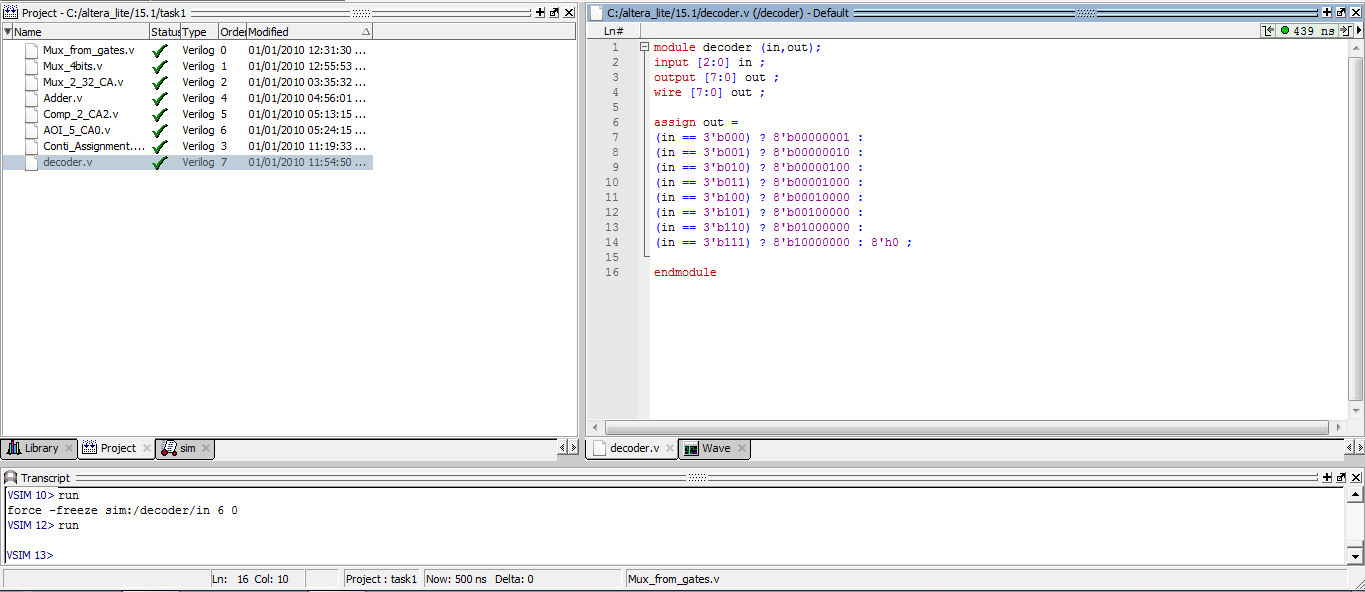 Project - C:/altera_lite/15.1/task1
Name Status Type Order Modified
Mux_from_gates.v Verilog 0 01/01/2010 12:31:30 ...
Mux_4bits.v Verilog 1 01/01/2010 12:55:53 ...
Mux_2_32_CA.v Verilog 2 01/01/2010 03:35:32 ...
Adder.v Verilog 4 01/01/2010 04:56:01 ...
Comp_2_CA2.v Verilog 5 01/01/2010 05:13:15 ...
AOI_5_CA0.v Verilog 6 01/01/2010 05:24:15 ...
Conti_Assignment.... Verilog 3 01/01/2010 11:19:33 ...
decoder.v Verilog 7 01/01/2010 11:54:50 ...
Library Project sim
C:/altera_lite/15.1/decoder.v (/decoder) - Default
Ln# 439 ns
1 module decoder (in,out);
2 input [2:0] in ;
3 output [7:0] out ;
4 wire [7:0] out ;
5
6 assign out =
7 (in == 3'b000) ? 8'b00000001 :
8 (in == 3'b001) ? 8'b00000010 :
9 (in == 3'b010) ? 8'b00000100 :
10 (in == 3'b011) ? 8'b00001000 :
11 (in == 3'b100) ? 8'b00010000 :
12 (in == 3'b101) ? 8'b00100000 :
13 (in == 3'b110) ? 8'b01000000 :
14 (in == 3'b111) ? 8'b10000000 : 8'h0 ;
15
16 endmodule
decoder.v Wave
Transcript
VSIM 10> run
force -freeze sim:/decoder/in 6 0
VSIM 12> run
VSIM 13>
Ln: 16 Col: 10 Project : task1 Now: 500 ns Delta: 0 Mux_from_gates.v